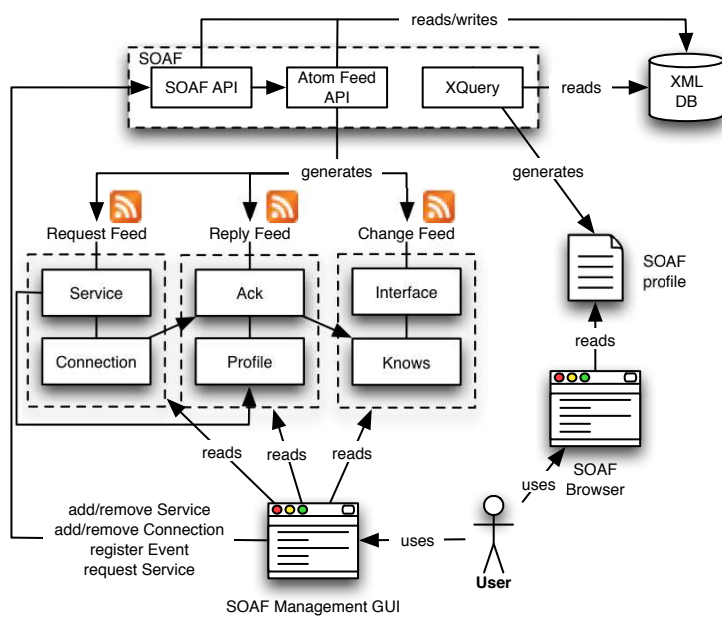 reads/writes
SOAF
SOAF API
Atom Feed
API
XQuery
reads
XML
DB
generates
generates
Request Feed
Reply Feed
Change Feed
Service
Ack
Interface
SOAF
profile
Connection
Profile
Knows
reads
reads
reads
reads
uses
SOAF
Browser
add/remove Service
add/remove Connection
register Event
request Service
uses
User
SOAF Management GUI